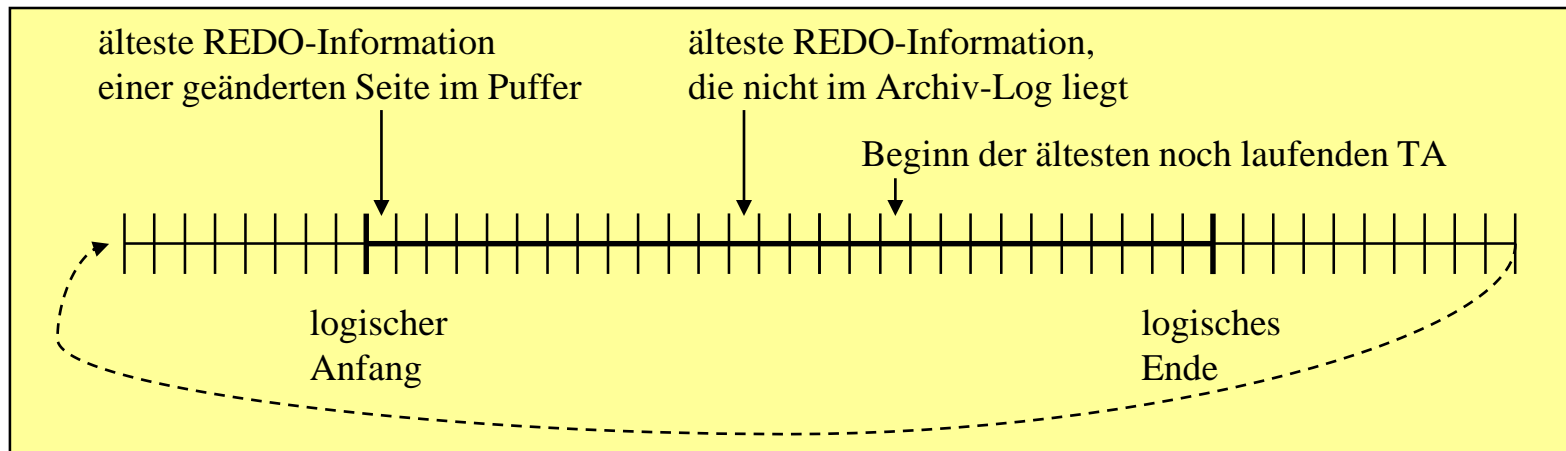 älteste REDO-Information
einer geänderten Seite im Puffer
älteste REDO-Information,
die nicht im Archiv-Log liegt
Beginn der ältesten noch laufenden TA
logischer
Anfang
logisches
Ende